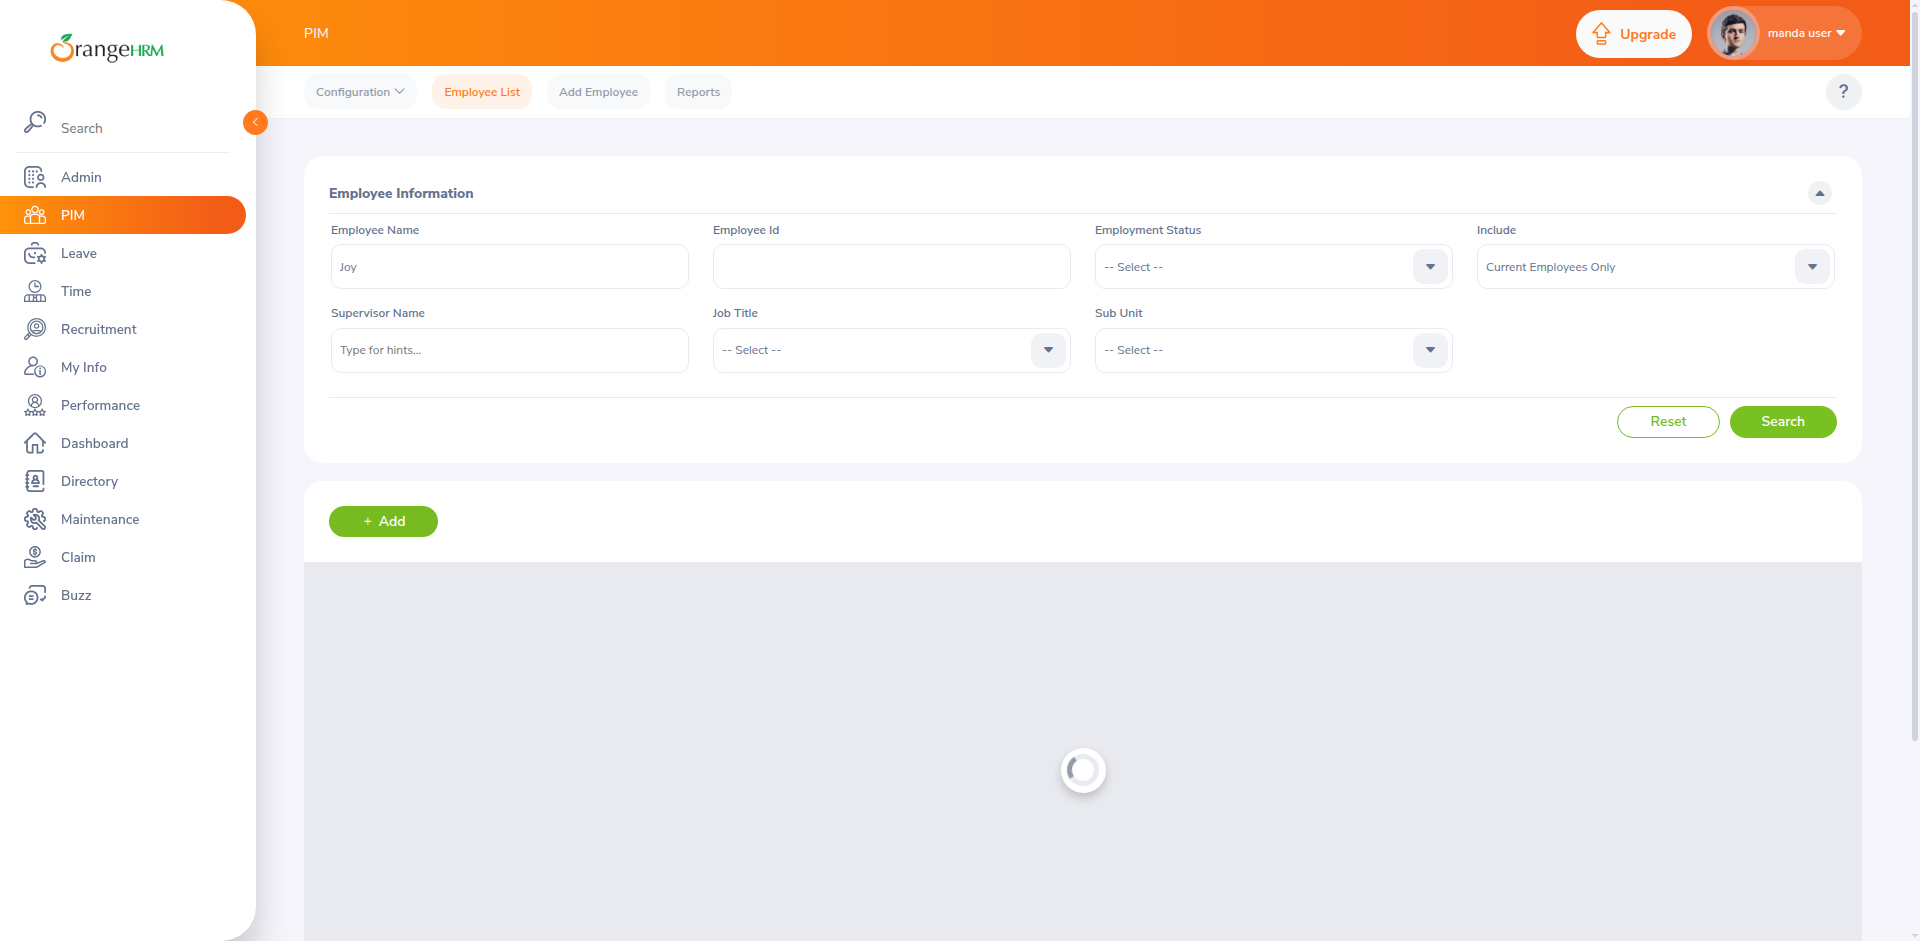 OrangeHRM
PIM
Upgrade
manda user
Configuration
Employee List
Add Employee
Reports
?
Search
Admin
PIM
Leave
Time
Recruitment
My Info
Performance
Dashboard
Directory
Maintenance
Claim
Buzz
Employee Information
Employee Name
Employee Id
Employment Status
Include
Joy
-- Select --
Current Employees Only
Supervisor Name
Job Title
Sub Unit
Type for hints...
-- Select --
-- Select --
Reset
Search
+ Add